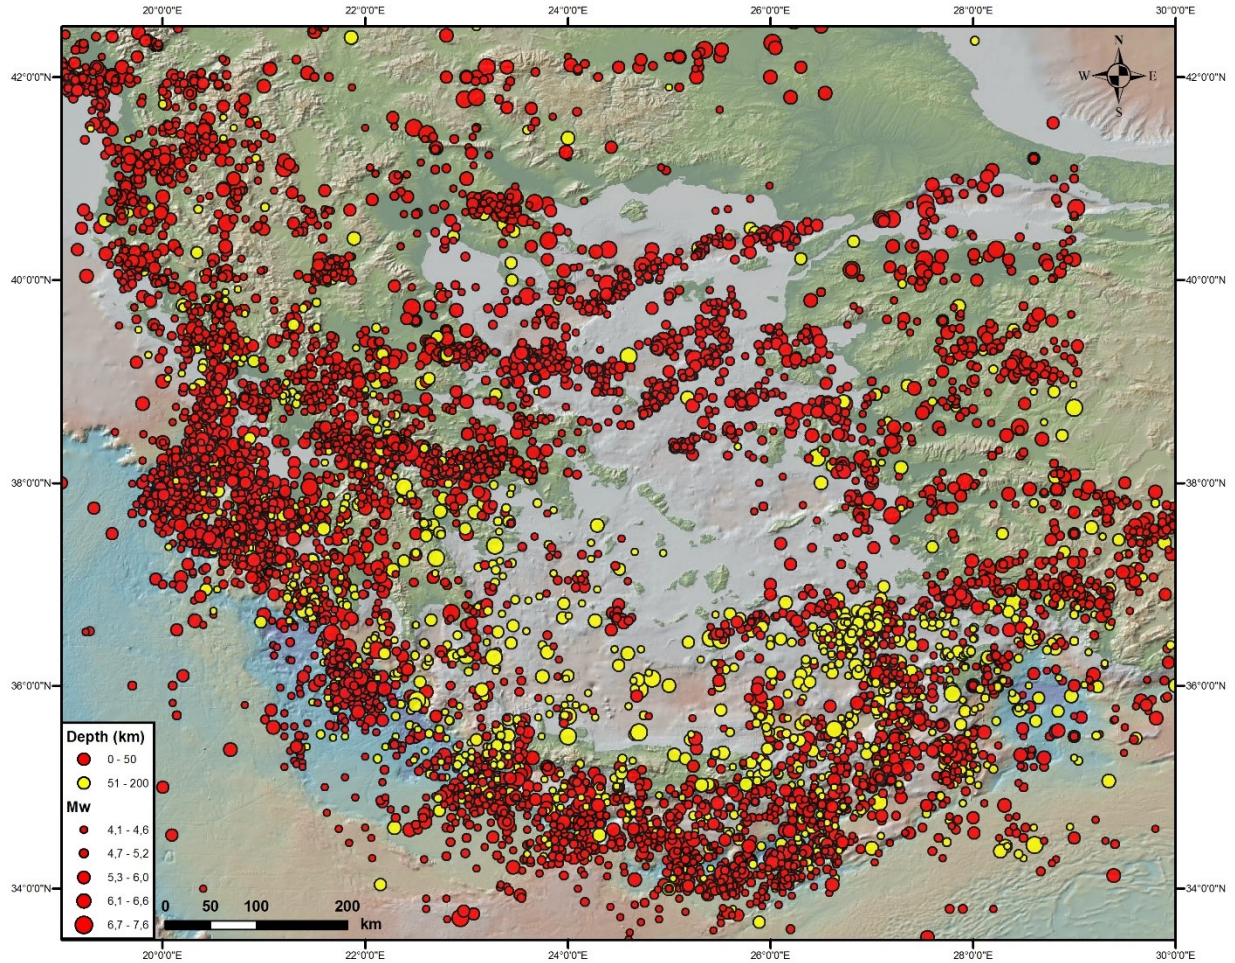 20°0'0"E 22°0'0"E 24°0'0"E 26°0'0"E 28°0'0"E 30°0'0"E
N
W E
S
42°0'0"N 42°0'0"N
40°0'0"N 40°0'0"N
38°0'0"N 38°0'0"N
36°0'0"N 36°0'0"N
34°0'0"N 34°0'0"N
Depth (km)
0 - 50
51 - 200
Mw
4,1 - 4,6
4,7 - 5,2
5,3 - 6,0
6,1 - 6,6
6,7 - 7,6
0 50 100 200
km
20°0'0"E 22°0'0"E 24°0'0"E 26°0'0"E 28°0'0"E 30°0'0"E